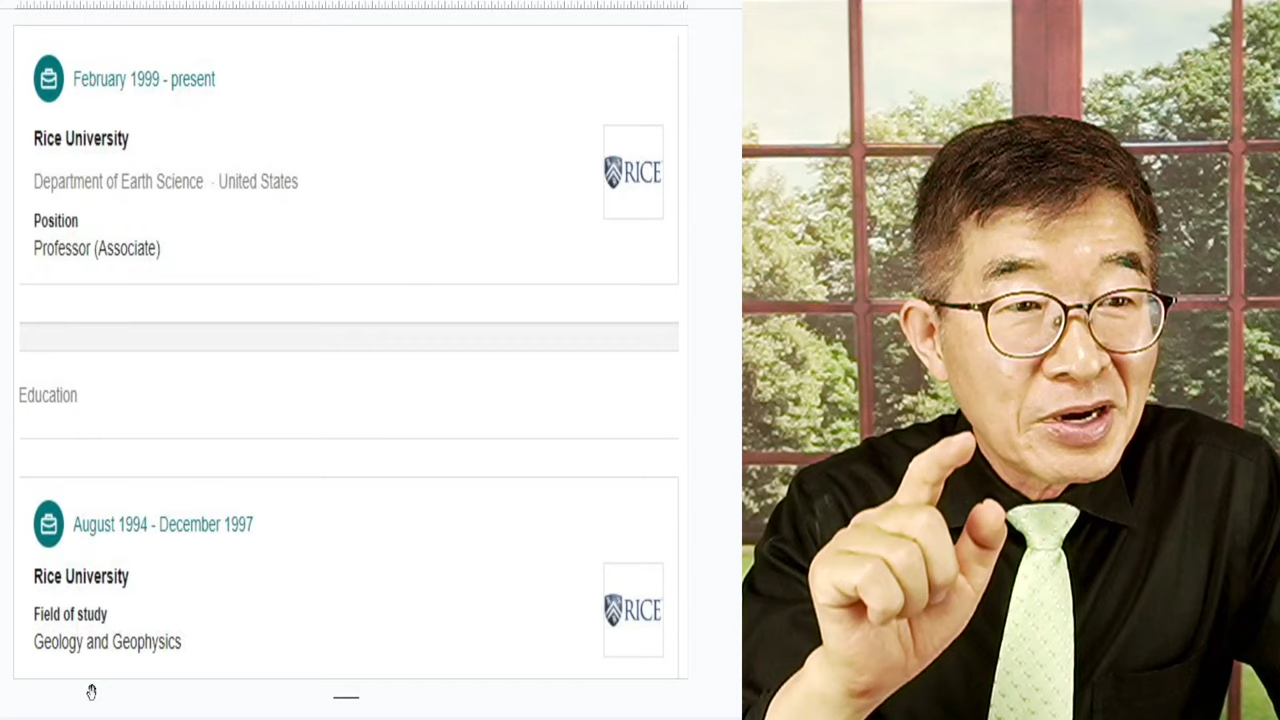 February 1999 - present
Rice University
RICE
Department of Earth Science · United States
Position
Professor (Associate)
Education
August 1994 - December 1997
Rice University
RICE
Field of study
Geology and Geophysics